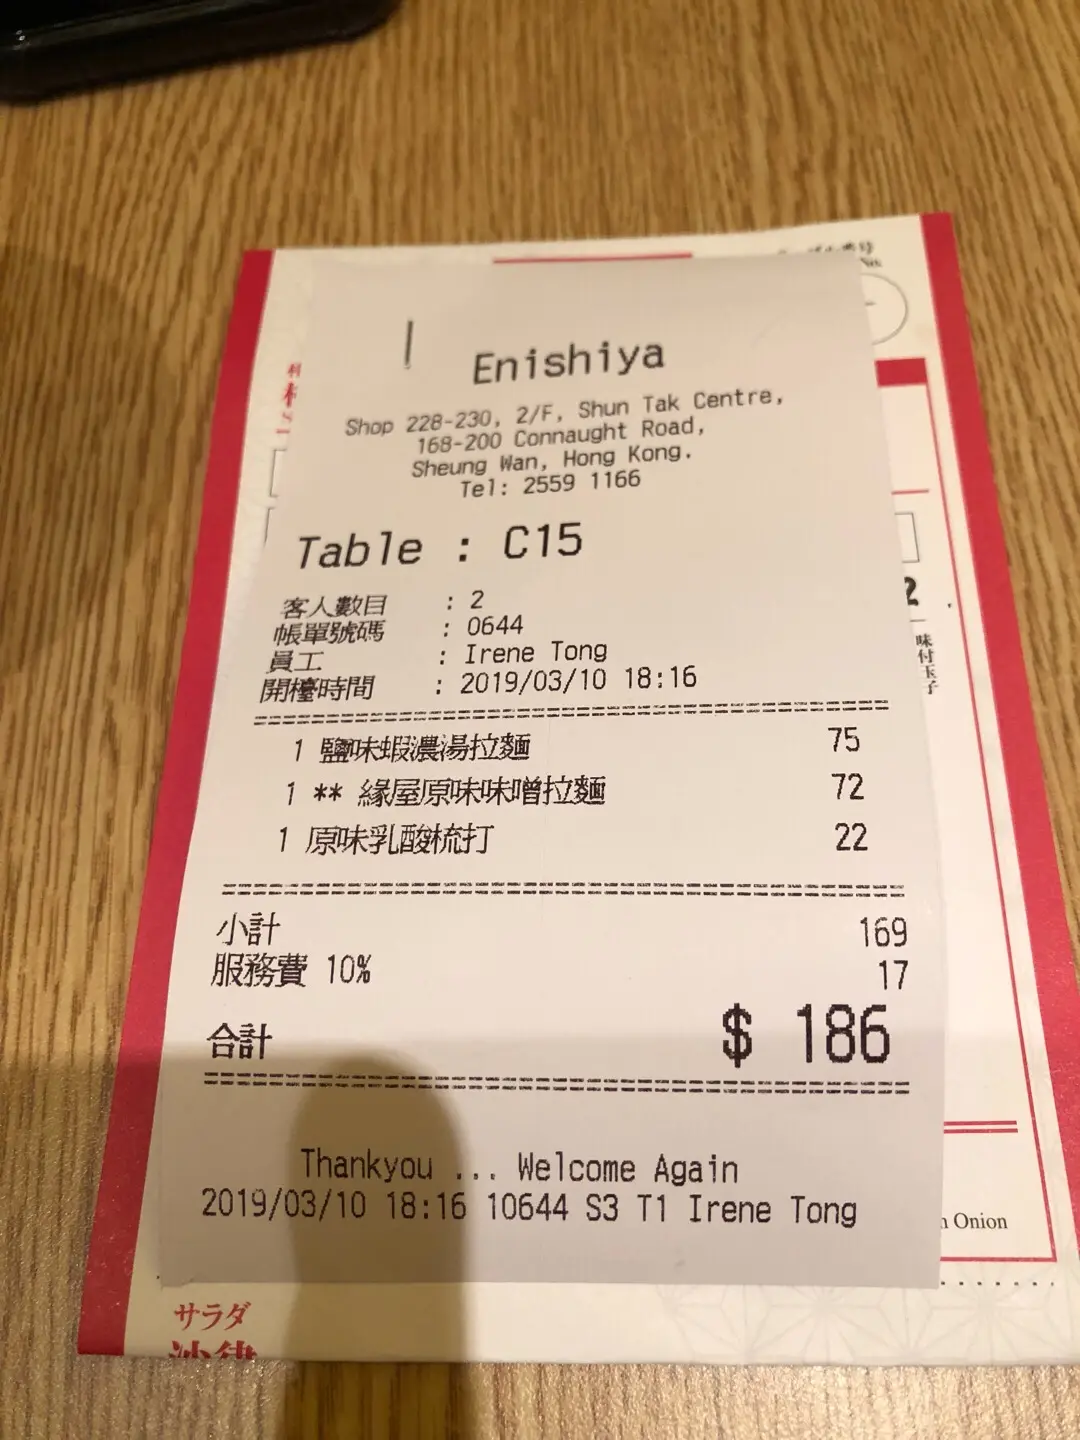 Enishiya
Shop 228-230, 2/F, Shun Tak Centre,
168-200 Connaught Road,
Sheung Wan, Hong Kong.
Tel: 2559 1166
Table : C15
客人數目 : 2
帳單號碼 : 0644
員工 : Irene Tong
開檯時間 : 2019/03/10 18:16
1 鹽味蝦濃湯拉麵 75
1 ** 緣屋原味味噌拉麵 72
1 原味乳酸梳打 22
小計 169
服務費 10% 17
合計 $ 186
Thankyou ... Welcome Again
2019/03/10 18:16 10644 S3 T1 Irene Tong
2
味付玉子
Onion
サラダ